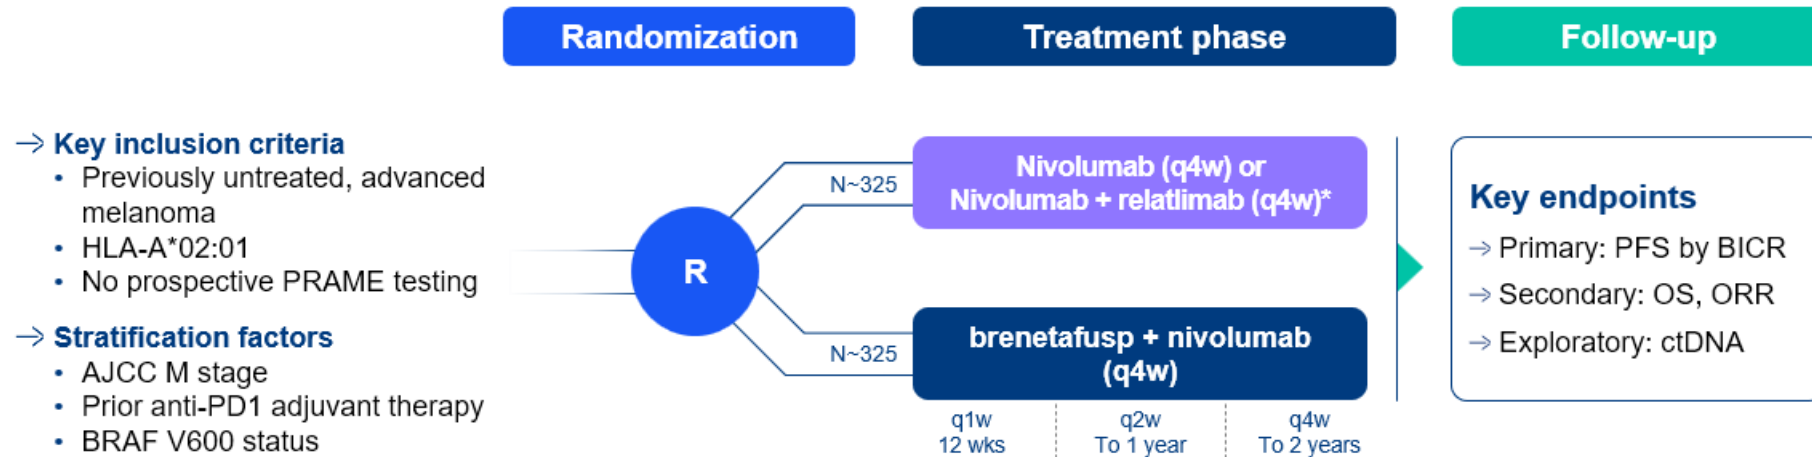 Randomization
Treatment phase
Follow-up
→ Key inclusion criteria
• Previously untreated, advanced
melanoma
• HLA-A*02:01
• No prospective PRAME testing
→ Stratification factors
• AJCC M stage
• Prior anti-PD1 adjuvant therapy
• BRAF V600 status
R
N~325
Nivolumab (q4w) or
Nivolumab + relatlimab (q4w)*
N~325
brenetafusp + nivolumab
(q4w)
q1w
12 wks
q2w
To 1 year
q4w
To 2 years
Key endpoints
→ Primary: PFS by BICR
→ Secondary: OS, ORR
→ Exploratory: ctDNA